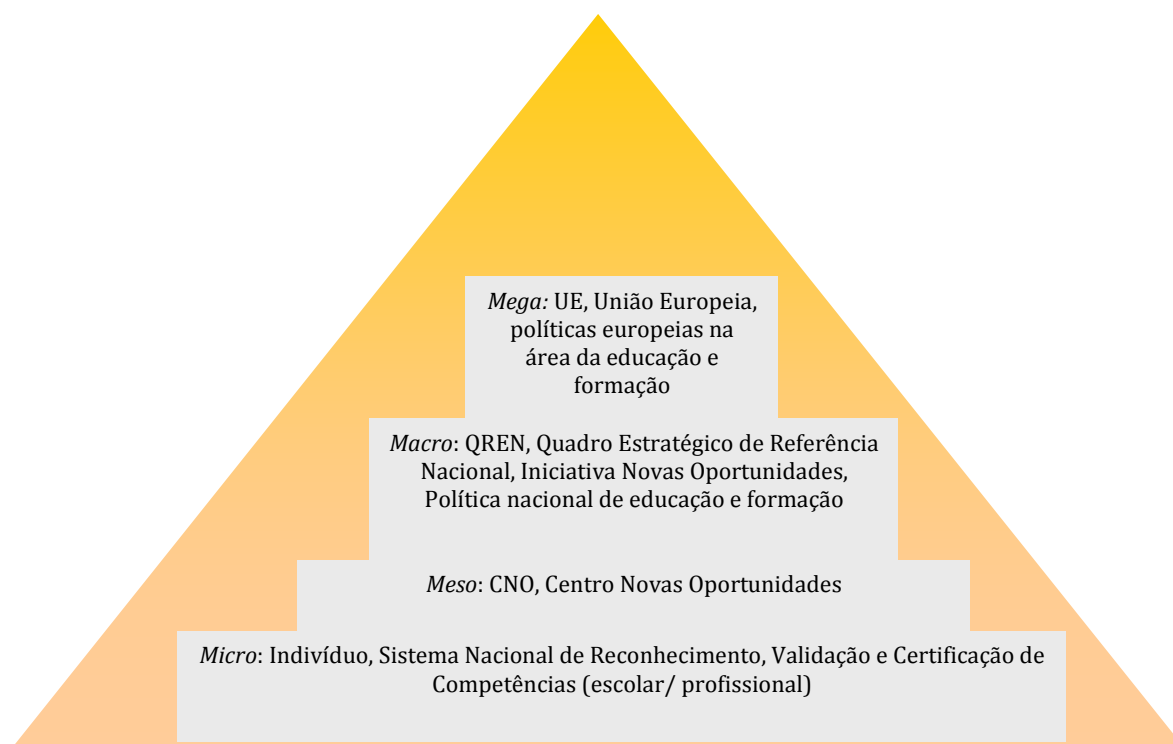 Mega: UE, União Europeia,
políticas europeias na
área da educação e
formação
Macro: QREN, Quadro Estratégico de Referência
Nacional, Iniciativa Novas Oportunidades,
Política nacional de educação e formação
Meso: CNO, Centro Novas Oportunidades
Micro: Indivíduo, Sistema Nacional de Reconhecimento, Validação e Certificação de
Competências (escolar/ profissional)